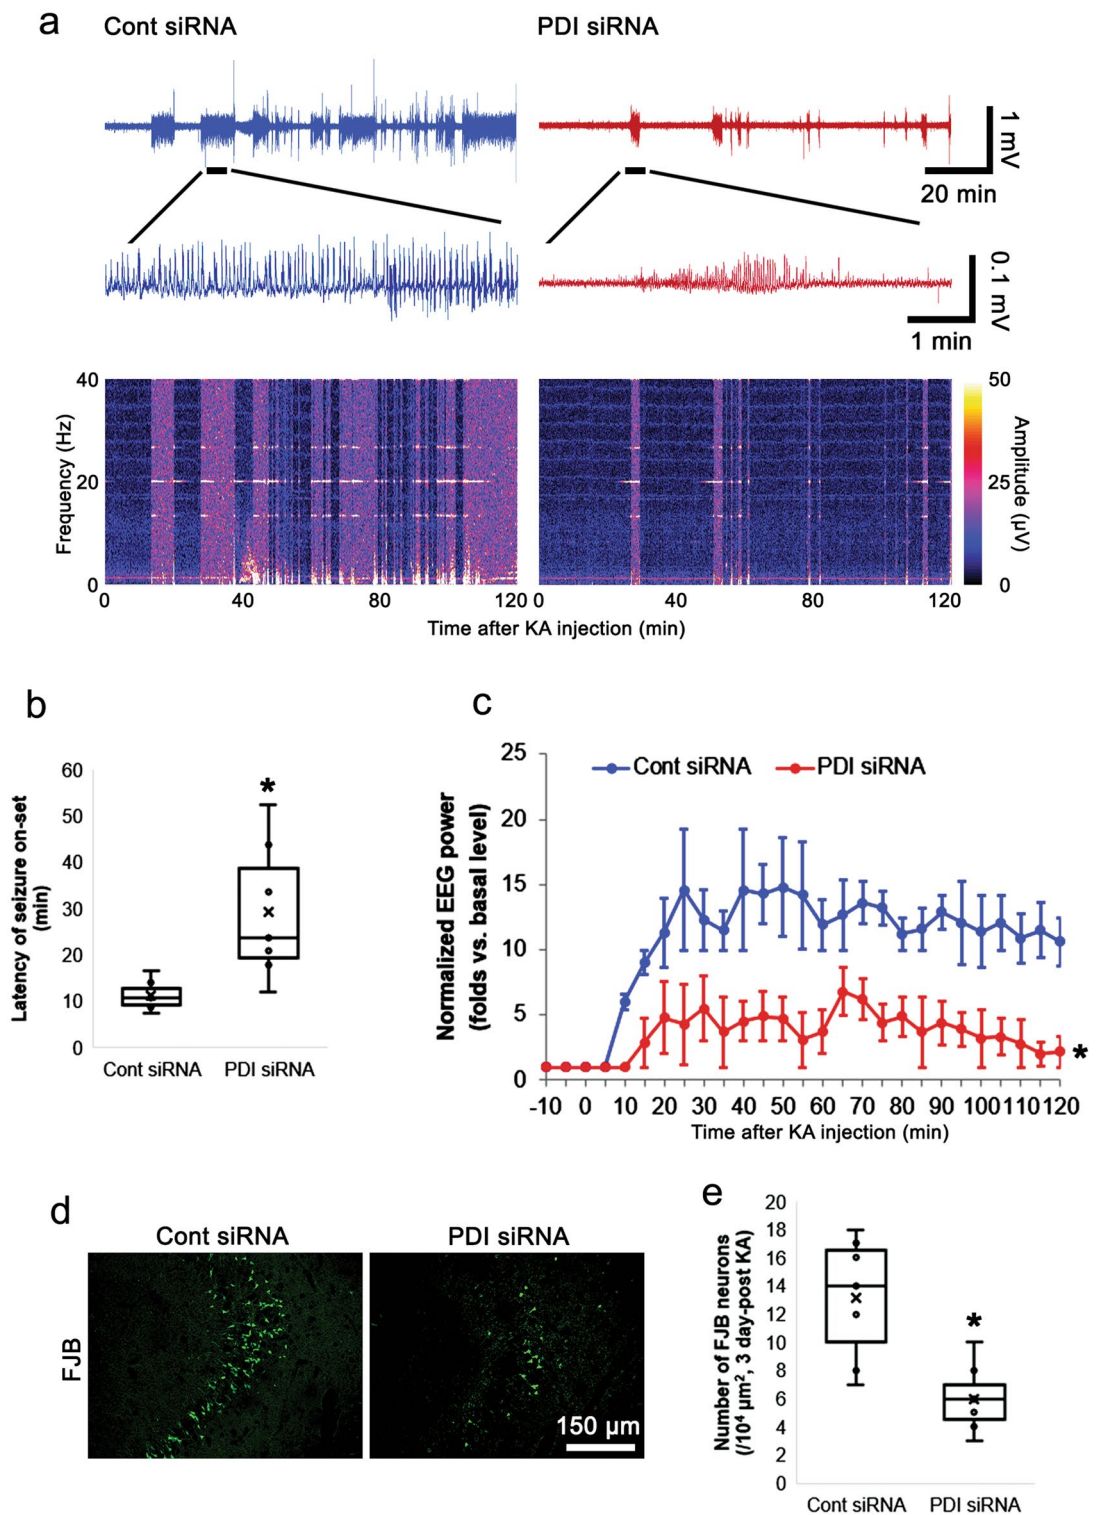 a
Cont siRNA
PDI siRNA
1 mV
20 min
0.1 mV
1 min
Frequency (Hz)
40
20
0
0 40 80 120
0 40 80 120
Time after KA injection (min)
50
25
0
Amplitude (µV)
b
Latency of seizure on-set
(min)
60
50
40
30
20
10
0
*
Cont siRNA PDI siRNA
c
Normalized EEG power
(folds vs. basal level)
25
20
15
10
5
0
Cont siRNA PDI siRNA
*
-10 0 10 20 30 40 50 60 70 80 90 100 110 120
Time after KA injection (min)
d
Cont siRNA
PDI siRNA
FJB
150 µm
e
Number of FJB neurons
(/10⁴ µm², 3 day-post KA)
20
18
16
14
12
10
8
6
4
2
0
*
Cont siRNA PDI siRNA